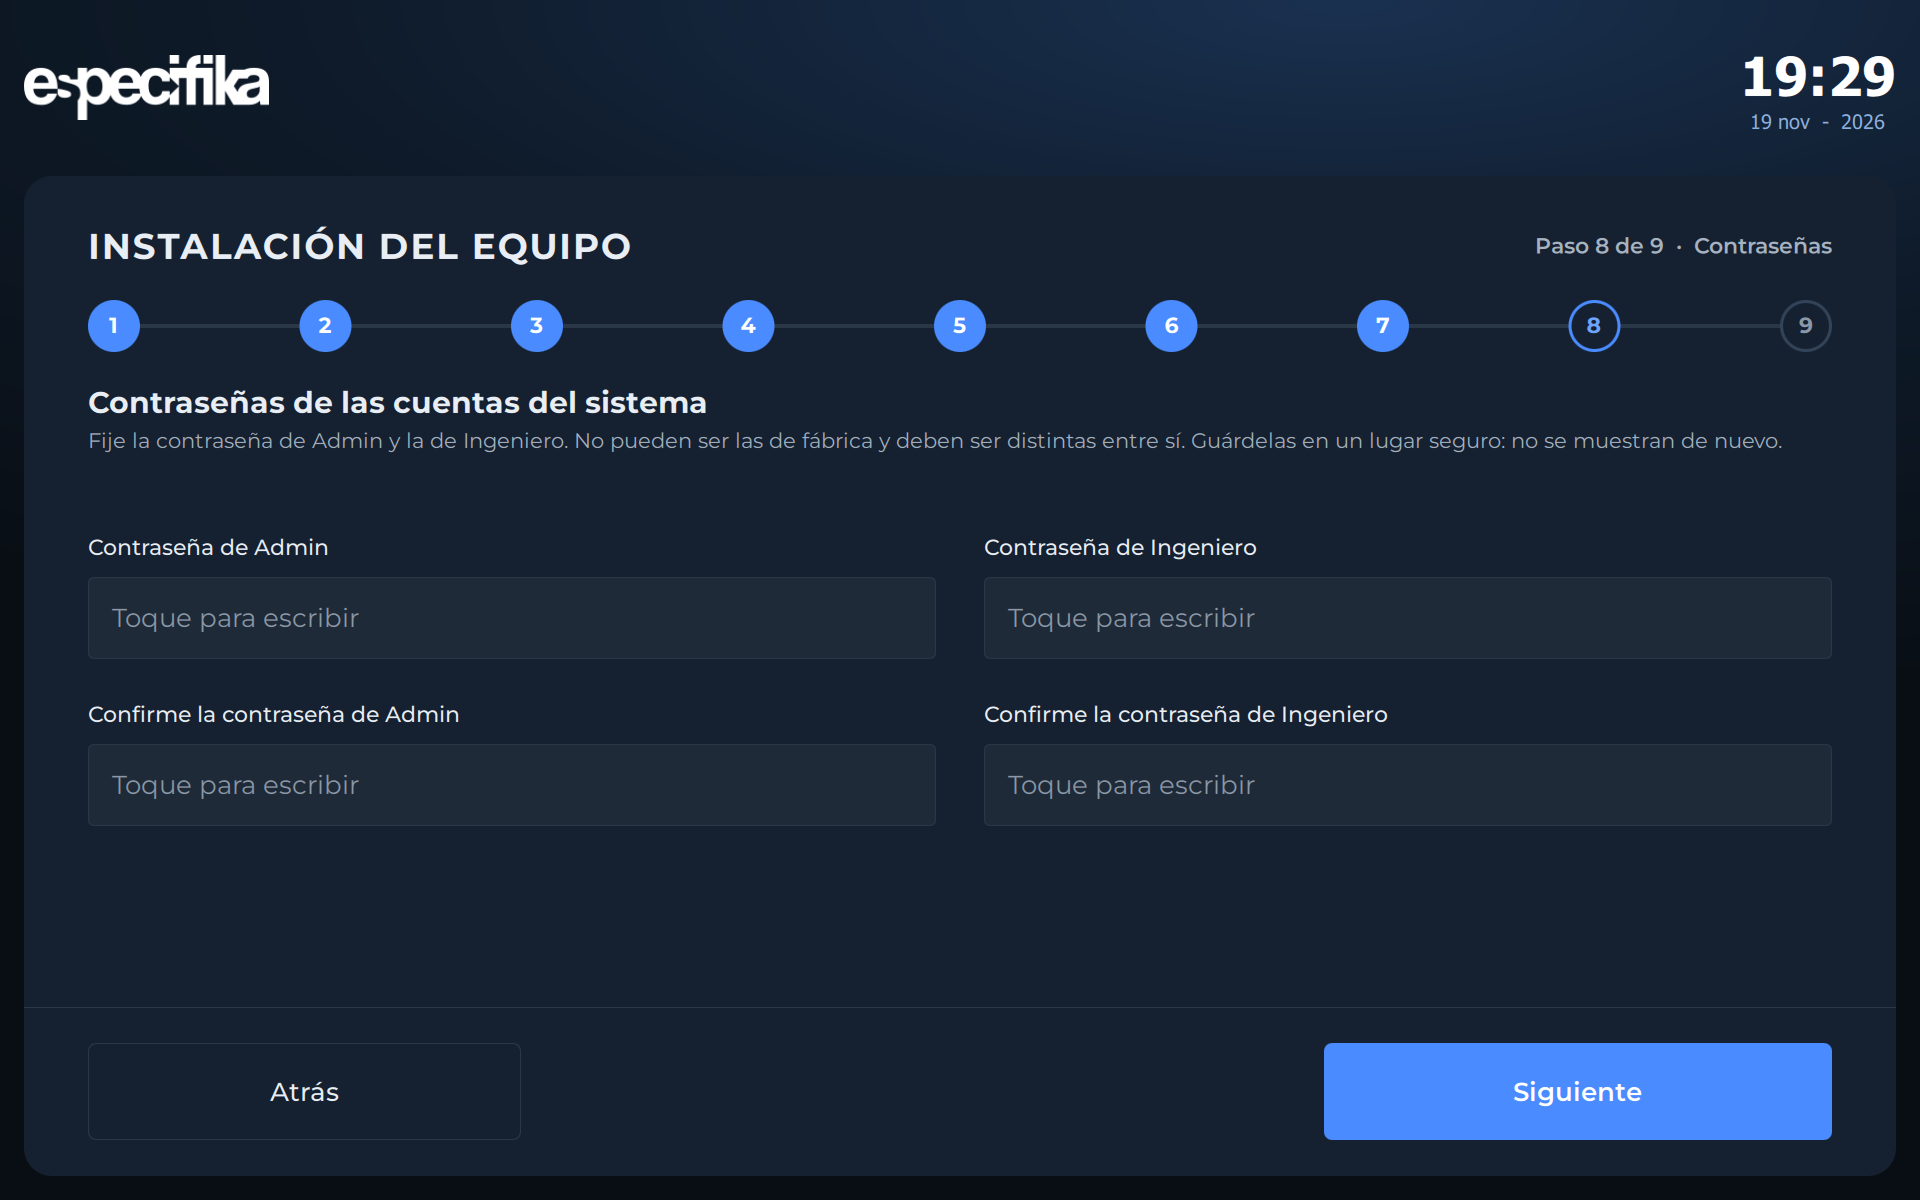 especifika
19:29
19 nov - 2026
INSTALACIÓN DEL EQUIPO
Paso 8 de 9 · Contraseñas
1 2 3 4 5 6 7 8 9
Contraseñas de las cuentas del sistema
Fije la contraseña de Admin y la de Ingeniero. No pueden ser las de fábrica y deben ser distintas entre sí. Guárdelas en un lugar seguro: no se muestran de nuevo.
Contraseña de Admin
Contraseña de Ingeniero
Toque para escribir
Toque para escribir
Confirme la contraseña de Admin
Confirme la contraseña de Ingeniero
Toque para escribir
Toque para escribir
Atrás
Siguiente